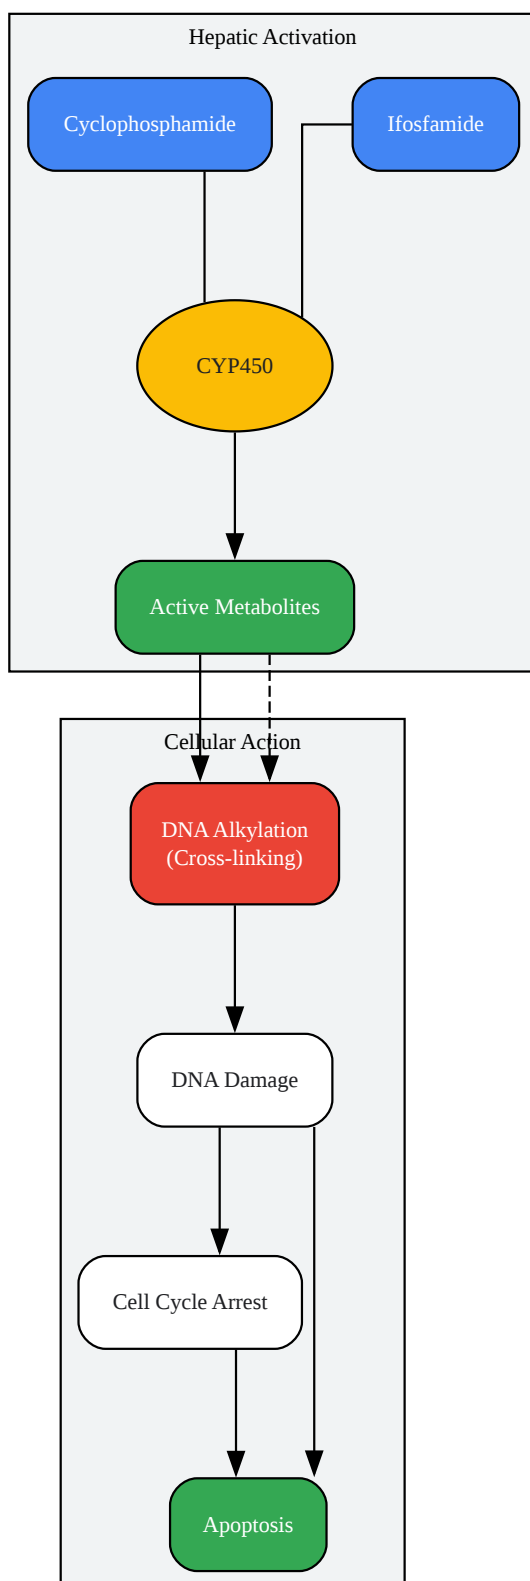 Hepatic Activation
Cyclophosphamide
Ifosfamide
CYP450
Active Metabolites
Cellular Action
DNA Alkylation
(Cross-linking)
DNA Damage
Cell Cycle Arrest
Apoptosis